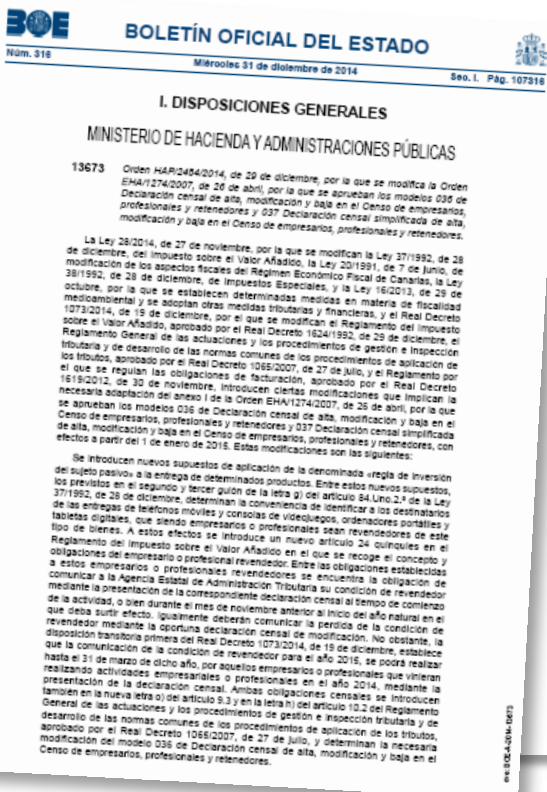 BOE
BOLETÍN OFICIAL DEL ESTADO
Núm. 316
Miércoles 31 de diciembre de 2014
Sec. I. Pág. 107316
I. DISPOSICIONES GENERALES
MINISTERIO DE HACIENDA Y ADMINISTRACIONES PÚBLICAS
13673 Orden HAP/2484/2014, de 29 de diciembre, por la que se modifica la Orden
EHA/1274/2007, de 26 de abril, por la que se aprueban los modelos 036 de
Declaración censal de alta, modificación y baja en el Censo de empresarios,
profesionales y retenedores y 037 Declaración censal simplificada de alta,
modificación y baja en el Censo de empresarios, profesionales y retenedores.
La Ley 28/2014, de 27 de noviembre, por la que se modifican la Ley 37/1992, de 28
de diciembre, del Impuesto sobre el Valor Añadido, la Ley 20/1991, de 7 de junio, de
modificación de los aspectos fiscales del Régimen Económico Fiscal de Canarias, la Ley
38/1992, de 28 de diciembre, de Impuestos Especiales, y la Ley 16/2013, de 29 de
octubre, por la que se establecen determinadas medidas en materia de fiscalidad
medioambiental y se adoptan otras medidas tributarias y financieras, y el Real Decreto
1073/2014, de 19 de diciembre, por el que se modifican el Reglamento del Impuesto
sobre el Valor Añadido, aprobado por el Real Decreto 1624/1992, de 29 de diciembre, el
Reglamento General de las actuaciones y los procedimientos de gestión e inspección
tributaria y de desarrollo de las normas comunes de los procedimientos de aplicación de
los tributos, aprobado por el Real Decreto 1065/2007, de 27 de julio, y el Reglamento por
el que se regulan las obligaciones de facturación, aprobado por el Real Decreto
1619/2012, de 30 de noviembre, introducen ciertas modificaciones que implican la
necesaria adaptación del anexo I de la Orden EHA/1274/2007, de 26 de abril, por la que
se aprueban los modelos 036 de Declaración censal de alta, modificación y baja en el
Censo de empresarios, profesionales y retenedores y 037 Declaración censal simplificada
de alta, modificación y baja en el Censo de empresarios, profesionales y retenedores, con
efectos a partir del 1 de enero de 2015. Estas modificaciones son las siguientes:
Se introducen nuevos supuestos de aplicación de la denominada «regla de inversión
del sujeto pasivo» a la entrega de determinados productos. Entre estos nuevos supuestos,
los previstos en el segundo y tercer guión de la letra g) del artículo 84.Uno.2.º de la Ley
37/1992, de 28 de diciembre, determinan la conveniencia de identificar a los destinatarios
de las entregas de teléfonos móviles y consolas de videojuegos, ordenadores portátiles y
tabletas digitales, que siendo empresarios o profesionales sean revendedores de este
tipo de bienes. A estos efectos se introduce un nuevo artículo 24 quinquies en el
Reglamento del Impuesto sobre el Valor Añadido en el que se recoge el concepto y
obligaciones del empresario o profesional revendedor. Entre las obligaciones establecidas
a estos empresarios o profesionales revendedores se encuentra la obligación de
comunicar a la Agencia Estatal de Administración Tributaria su condición de revendedor
mediante la presentación de la correspondiente declaración censal al tiempo de comienzo
de la actividad, o bien durante el mes de noviembre anterior al inicio del año natural en el
que deba surtir efecto. Igualmente deberán comunicar la perdida de la condición de
revendedor mediante la oportuna declaración censal de modificación. No obstante, la
disposición transitoria primera del Real Decreto 1073/2014, de 19 de diciembre, establece
que la comunicación de la condición de revendedor para el año 2015, se podrá realizar
hasta el 31 de marzo de dicho año, por aquellos empresarios o profesionales que vinieran
realizando actividades empresariales o profesionales en el año 2014, mediante la
presentación de la declaración censal. Ambas obligaciones censales se introducen
también en la nueva letra o) del artículo 9.3 y en la letra h) del artículo 10.2 del Reglamento
General de las actuaciones y los procedimientos de gestión e inspección tributaria y de
desarrollo de las normas comunes de los procedimientos de aplicación de los tributos,
aprobado por el Real Decreto 1065/2007, de 27 de julio, y determinan la necesaria
modificación del modelo 036 de Declaración censal de alta, modificación y baja en el
Censo de empresarios, profesionales y retenedores.
cve: BOE-A-2014-13673